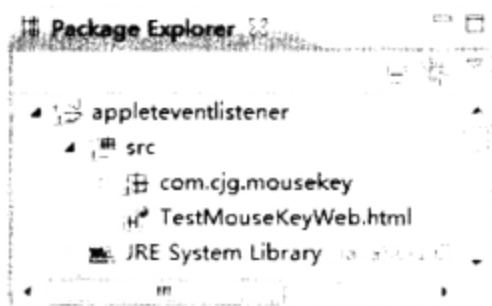 Package Explorer
appleteventlistener
src
com.cjg.mousekey
TestMouseKeyWeb.html
JRE System Library